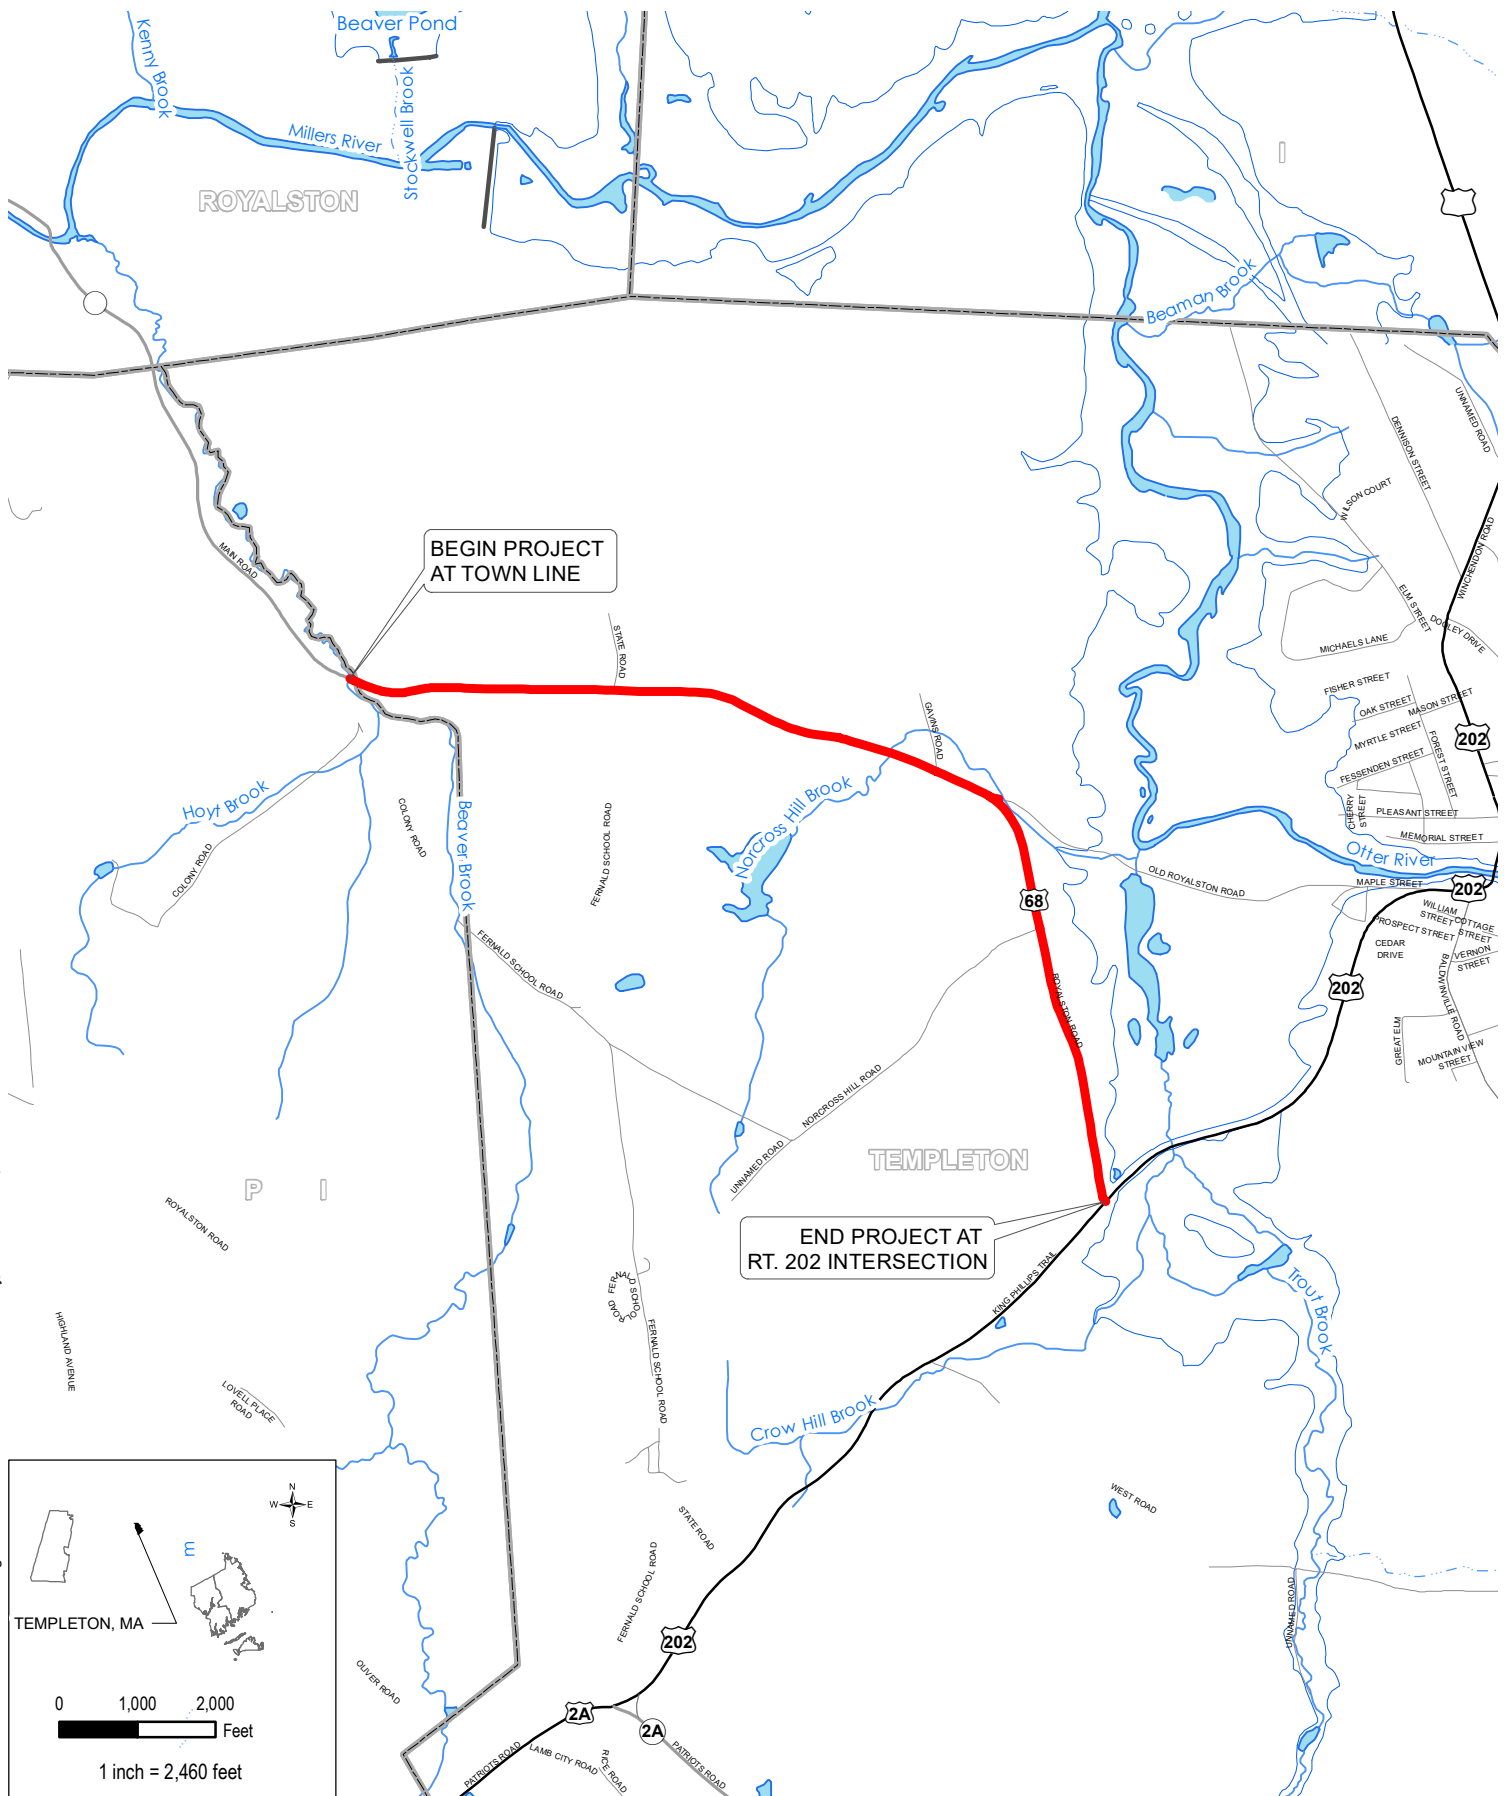 Beaver Pond
Kenny Brook
Stockwell Brook
Millers River
ROYALSTON
I
Beaman Brook
UNNAMED ROAD
DENNISON STREET
WILSON COURT
WINCHENDON ROAD
ELM STREET
DOOLEY DRIVE
MICHAELS LANE
MAIN ROAD
BEGIN PROJECT
AT TOWN LINE
STATE ROAD
FISHER STREET
OAK STREET
MASON STREET
MYRTLE STREET
FOREST STREET
202
FESSENDEN STREET
GAVINS ROAD
Hoyt Brook
COLONY ROAD
COLONY ROAD
Beaver Brook
FERNALD SCHOOL ROAD
Norcross Hill Brook
CHERRY
STREET
PLEASANT STREET
MEMORIAL STREET
Otter River
OLD ROYALSTON ROAD
MAPLE STREET
202
68
WILLIAM
STREET
COTTAGE
STREET
PROSPECT STREET
CEDAR
DRIVE
VERNON
STREET
BALDWINVILLE ROAD
202
FERNALD SCHOOL ROAD
ROYALSTON ROAD
GREAT ELM
MOUNTAIN VIEW
STREET
NORCROSS HILL ROAD
UNNAMED ROAD
TEMPLETON
P I
ROYALSTON ROAD
END PROJECT AT
RT. 202 INTERSECTION
KING PHILLIPS TRAIL
Trout Brook
FERNALD SCHOOL
ROAD
FERNALD SCHOOL ROAD
HIGHLAND AVENUE
LOVELL PLACE
ROAD
Crow Hill Brook
WEST ROAD
STATE ROAD
FERNALD SCHOOL ROAD
UNNAMED ROAD
202
OLIVER ROAD
2A
2A
PATRIOTS ROAD
LAMB CITY ROAD
RICE ROAD
PATRIOTS ROAD
N
W E
S
m
TEMPLETON, MA
0 1,000 2,000
Feet
1 inch = 2,460 feet